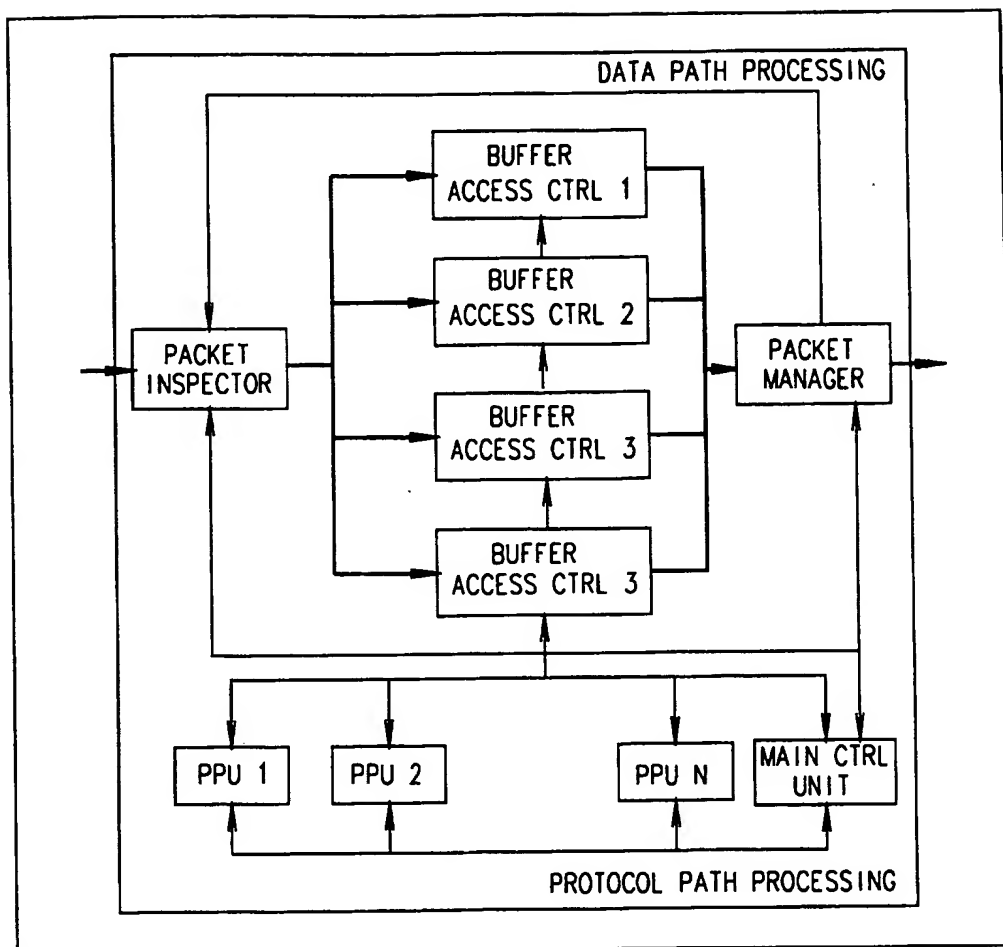 DATA PATH PROCESSING
BUFFER
ACCESS CTRL 1
BUFFER
ACCESS CTRL 2
PACKET
INSPECTOR
PACKET
MANAGER
BUFFER
ACCESS CTRL 3
BUFFER
ACCESS CTRL 3
PPU 1
PPU 2
PPU N
MAIN CTRL
UNIT
PROTOCOL PATH PROCESSING